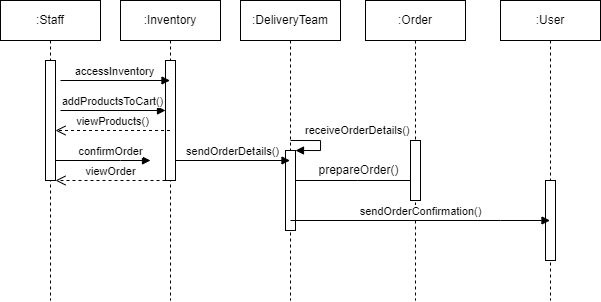 :Staff
:Inventory
:DeliveryTeam
:Order
:User
accessInventory
addProductsToCart()
viewProducts()
receiveOrderDetails()
confirmOrder
sendOrderDetails()
viewOrder
prepareOrder()
sendOrderConfirmation()